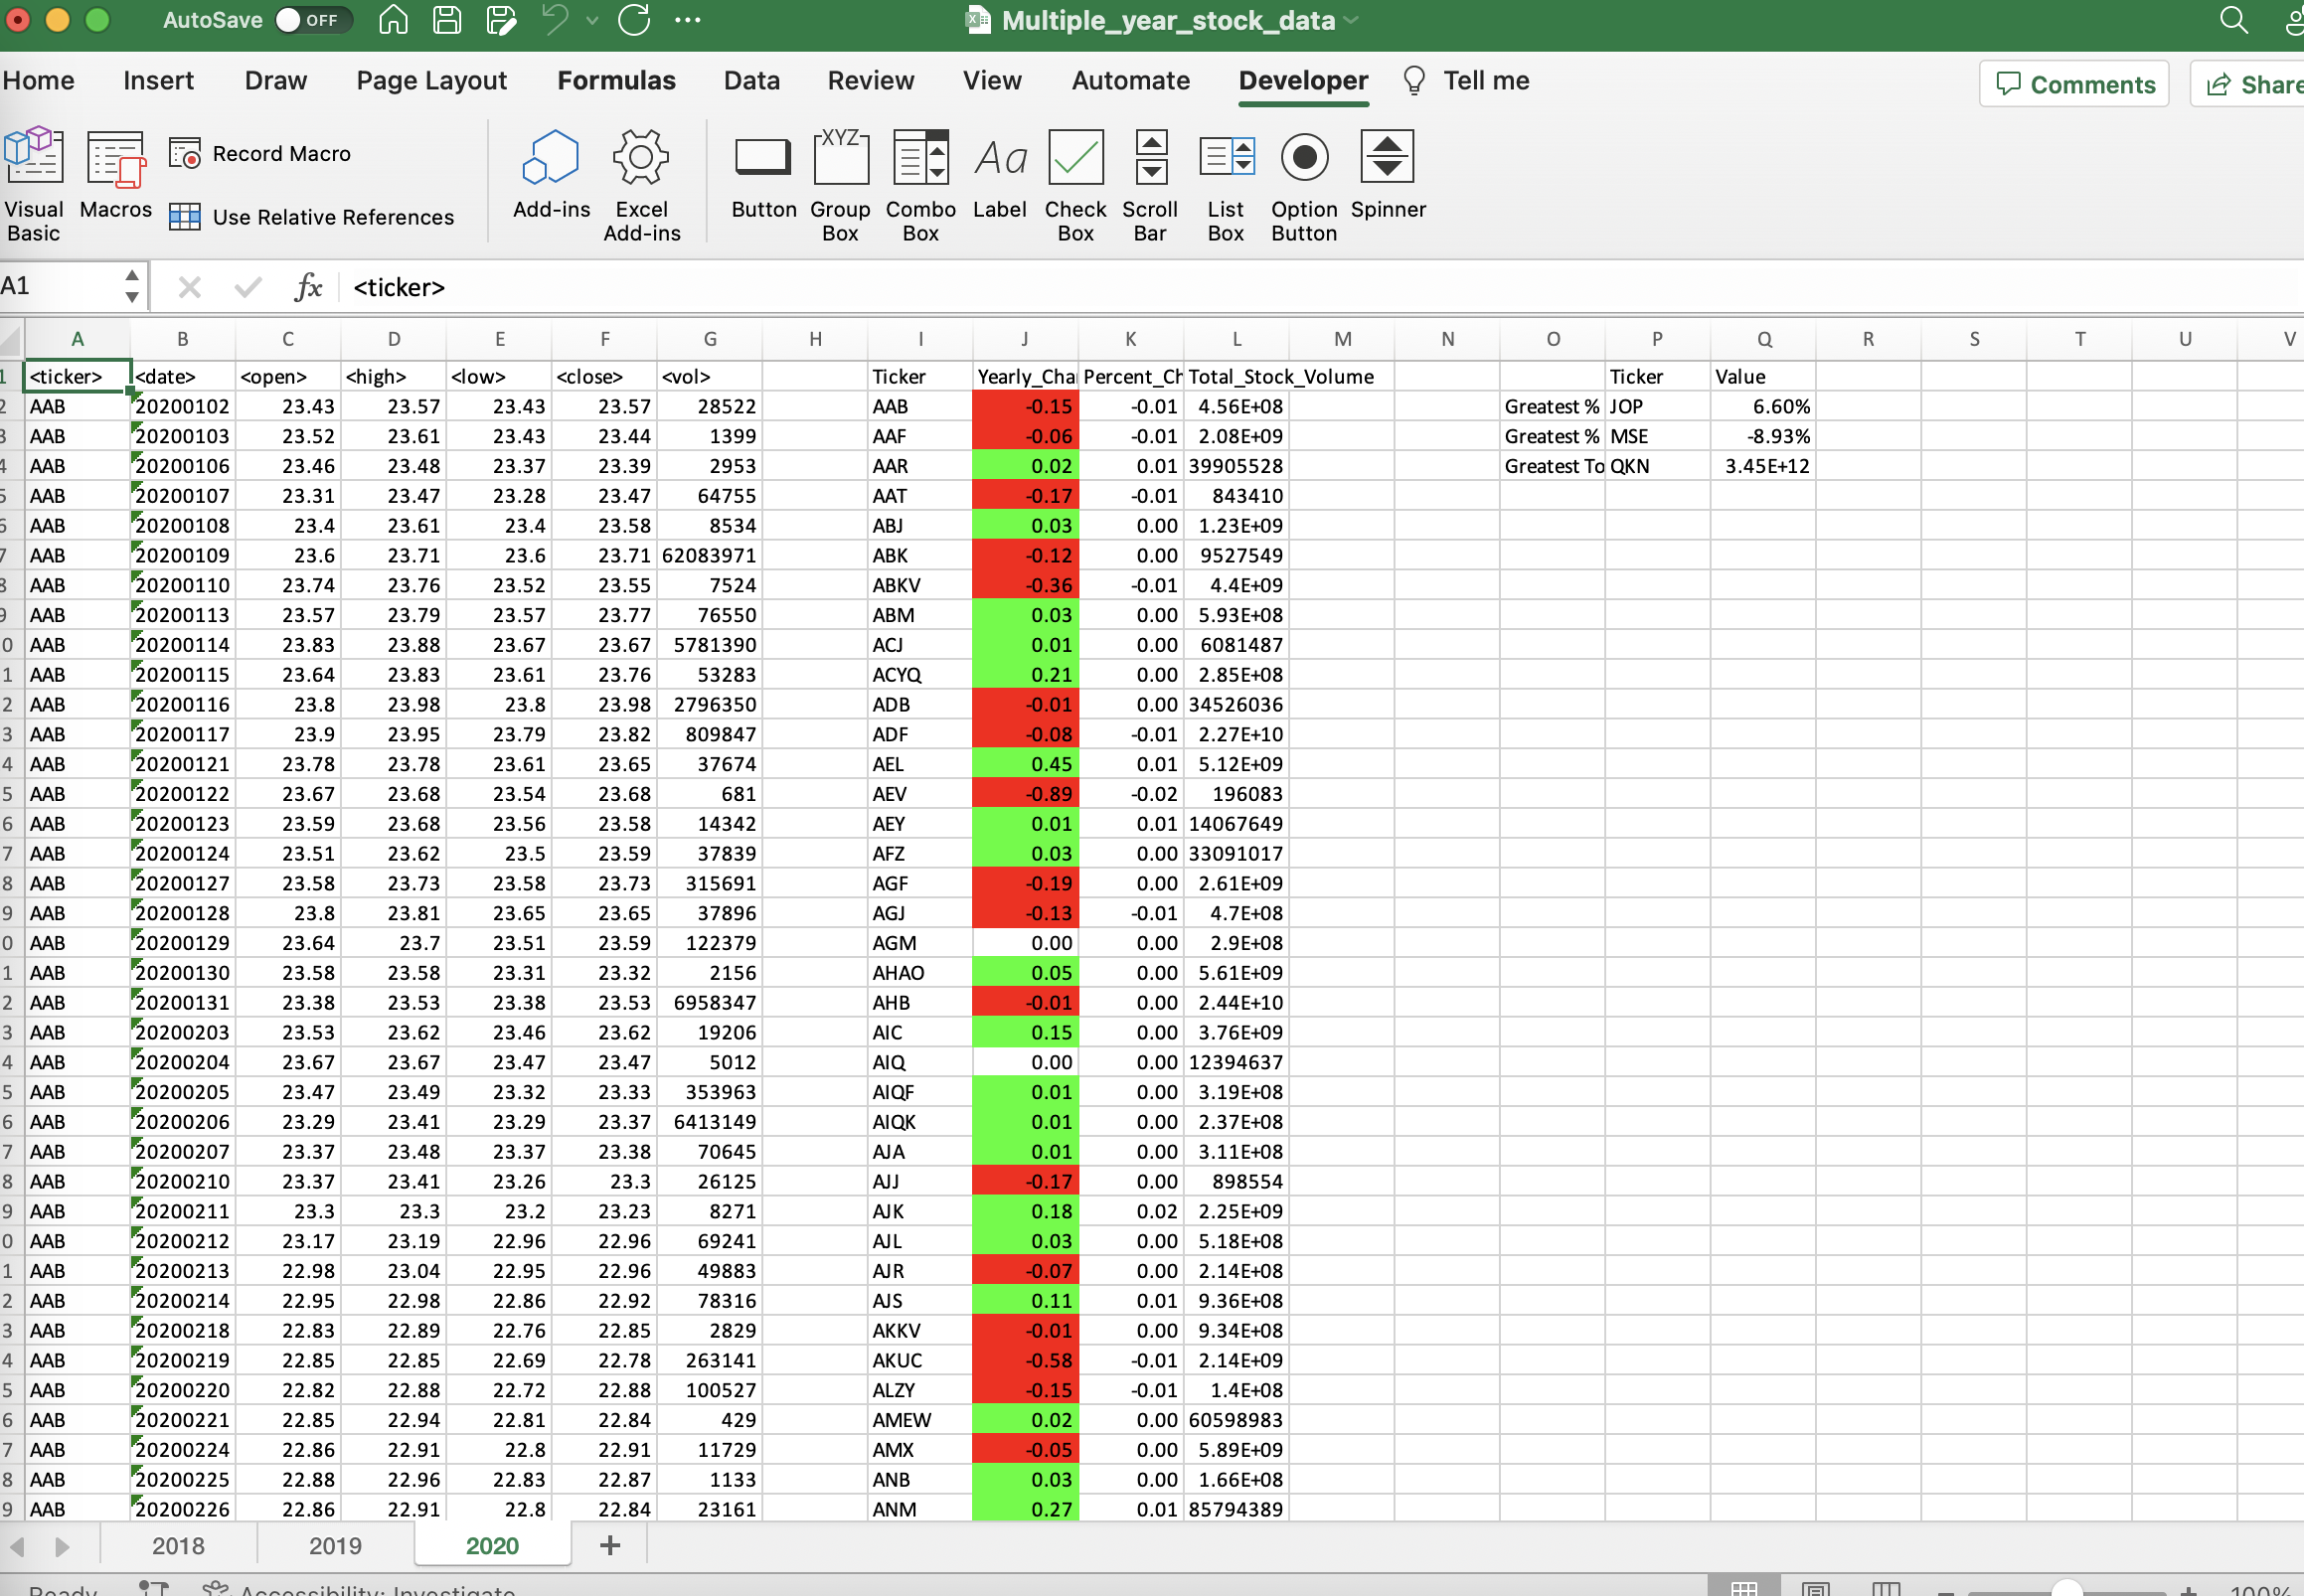 AutoSave OFF Multiple_year_stock_data
Home Insert Draw Page Layout Formulas Data Review View Automate Developer Tell me Comments Share
Record Macro
Use Relative References
Visual Basic Macros Add-ins Excel Add-ins Button Group Box Combo Box Label Check Box Scroll Bar List Box Option Button Spinner
XYZ Aa
A1 fx <ticker>
A B C D E F G H I J K L M N O P Q R S T U V
1 <ticker> <date> <open> <high> <low> <close> <vol> Ticker Yearly_Cha Percent_Ch Total_Stock_Volume Ticker Value
2 AAB 20200102 23.43 23.57 23.43 23.57 28522 AAB -0.15 -0.01 4.56E+08 Greatest % JOP 6.60%
3 AAB 20200103 23.52 23.61 23.43 23.44 1399 AAF -0.06 -0.01 2.08E+09 Greatest % MSE -8.93%
4 AAB 20200106 23.46 23.48 23.37 23.39 2953 AAR 0.02 0.01 39905528 Greatest To QKN 3.45E+12
5 AAB 20200107 23.31 23.47 23.28 23.47 64755 AAT -0.17 -0.01 843410
6 AAB 20200108 23.4 23.61 23.4 23.58 8534 ABJ 0.03 0.00 1.23E+09
7 AAB 20200109 23.6 23.71 23.6 23.71 62083971 ABK -0.12 0.00 9527549
8 AAB 20200110 23.74 23.76 23.52 23.55 7524 ABKV -0.36 -0.01 4.4E+09
9 AAB 20200113 23.57 23.79 23.57 23.77 76550 ABM 0.03 0.00 5.93E+08
0 AAB 20200114 23.83 23.88 23.67 23.67 5781390 ACJ 0.01 0.00 6081487
1 AAB 20200115 23.64 23.83 23.61 23.76 53283 ACYQ 0.21 0.00 2.85E+08
2 AAB 20200116 23.8 23.98 23.8 23.98 2796350 ADB -0.01 0.00 34526036
3 AAB 20200117 23.9 23.95 23.79 23.82 809847 ADF -0.08 -0.01 2.27E+10
4 AAB 20200121 23.78 23.78 23.61 23.65 37674 AEL 0.45 0.01 5.12E+09
5 AAB 20200122 23.67 23.68 23.54 23.68 681 AEV -0.89 -0.02 196083
6 AAB 20200123 23.59 23.68 23.56 23.58 14342 AEY 0.01 0.01 14067649
7 AAB 20200124 23.51 23.62 23.5 23.59 37839 AFZ 0.03 0.00 33091017
8 AAB 20200127 23.58 23.73 23.58 23.73 315691 AGF -0.19 0.00 2.61E+09
9 AAB 20200128 23.8 23.81 23.65 23.65 37896 AGJ -0.13 -0.01 4.7E+08
0 AAB 20200129 23.64 23.7 23.51 23.59 122379 AGM 0.00 0.00 2.9E+08
1 AAB 20200130 23.58 23.58 23.31 23.32 2156 AHAO 0.05 0.00 5.61E+09
2 AAB 20200131 23.38 23.53 23.38 23.53 6958347 AHB -0.01 0.00 2.44E+10
3 AAB 20200203 23.53 23.62 23.46 23.62 19206 AIC 0.15 0.00 3.76E+09
4 AAB 20200204 23.67 23.67 23.47 23.47 5012 AIQ 0.00 0.00 12394637
5 AAB 20200205 23.47 23.49 23.32 23.33 353963 AIQF 0.01 0.00 3.19E+08
6 AAB 20200206 23.29 23.41 23.29 23.37 6413149 AIQK 0.01 0.00 2.37E+08
7 AAB 20200207 23.37 23.48 23.37 23.38 70645 AJA 0.01 0.00 3.11E+08
8 AAB 20200210 23.37 23.41 23.26 23.3 26125 AJJ -0.17 0.00 898554
9 AAB 20200211 23.3 23.3 23.2 23.23 8271 AJK 0.18 0.02 2.25E+09
0 AAB 20200212 23.17 23.19 22.96 22.96 69241 AJL 0.03 0.00 5.18E+08
1 AAB 20200213 22.98 23.04 22.95 22.96 49883 AJR -0.07 0.00 2.14E+08
2 AAB 20200214 22.95 22.98 22.86 22.92 78316 AJS 0.11 0.01 9.36E+08
3 AAB 20200218 22.83 22.89 22.76 22.85 2829 AKKV -0.01 0.00 9.34E+08
4 AAB 20200219 22.85 22.85 22.69 22.78 263141 AKUC -0.58 -0.01 2.14E+09
5 AAB 20200220 22.82 22.88 22.72 22.88 100527 ALZY -0.15 -0.01 1.4E+08
6 AAB 20200221 22.85 22.94 22.81 22.84 429 AMEW 0.02 0.00 60598983
7 AAB 20200224 22.86 22.91 22.8 22.91 11729 AMX -0.05 0.00 5.89E+09
8 AAB 20200225 22.88 22.96 22.83 22.87 1133 ANB 0.03 0.00 1.66E+08
9 AAB 20200226 22.86 22.91 22.8 22.84 23161 ANM 0.27 0.01 85794389
2018 2019 2020 +
Ready Accessibility: Investigate 100%